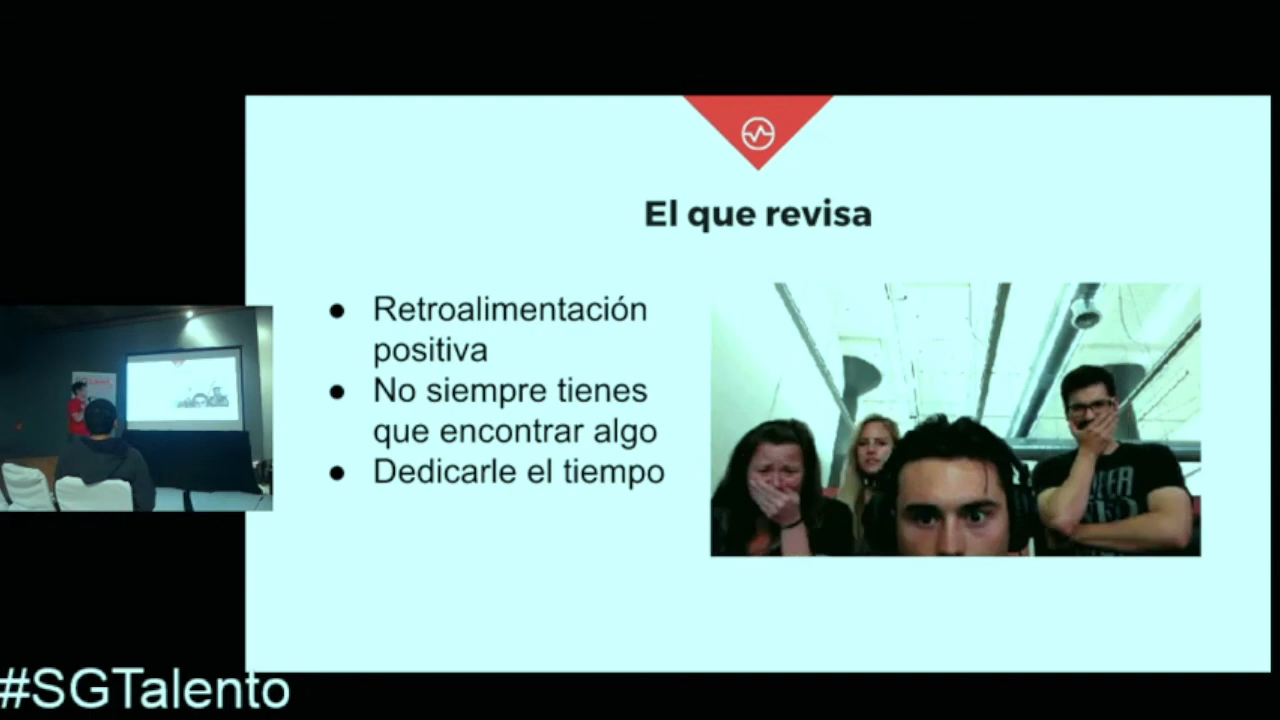 El que revisa
● Retroalimentación
positiva
● No siempre tienes
que encontrar algo
● Dedicarle el tiempo
#SGTalento